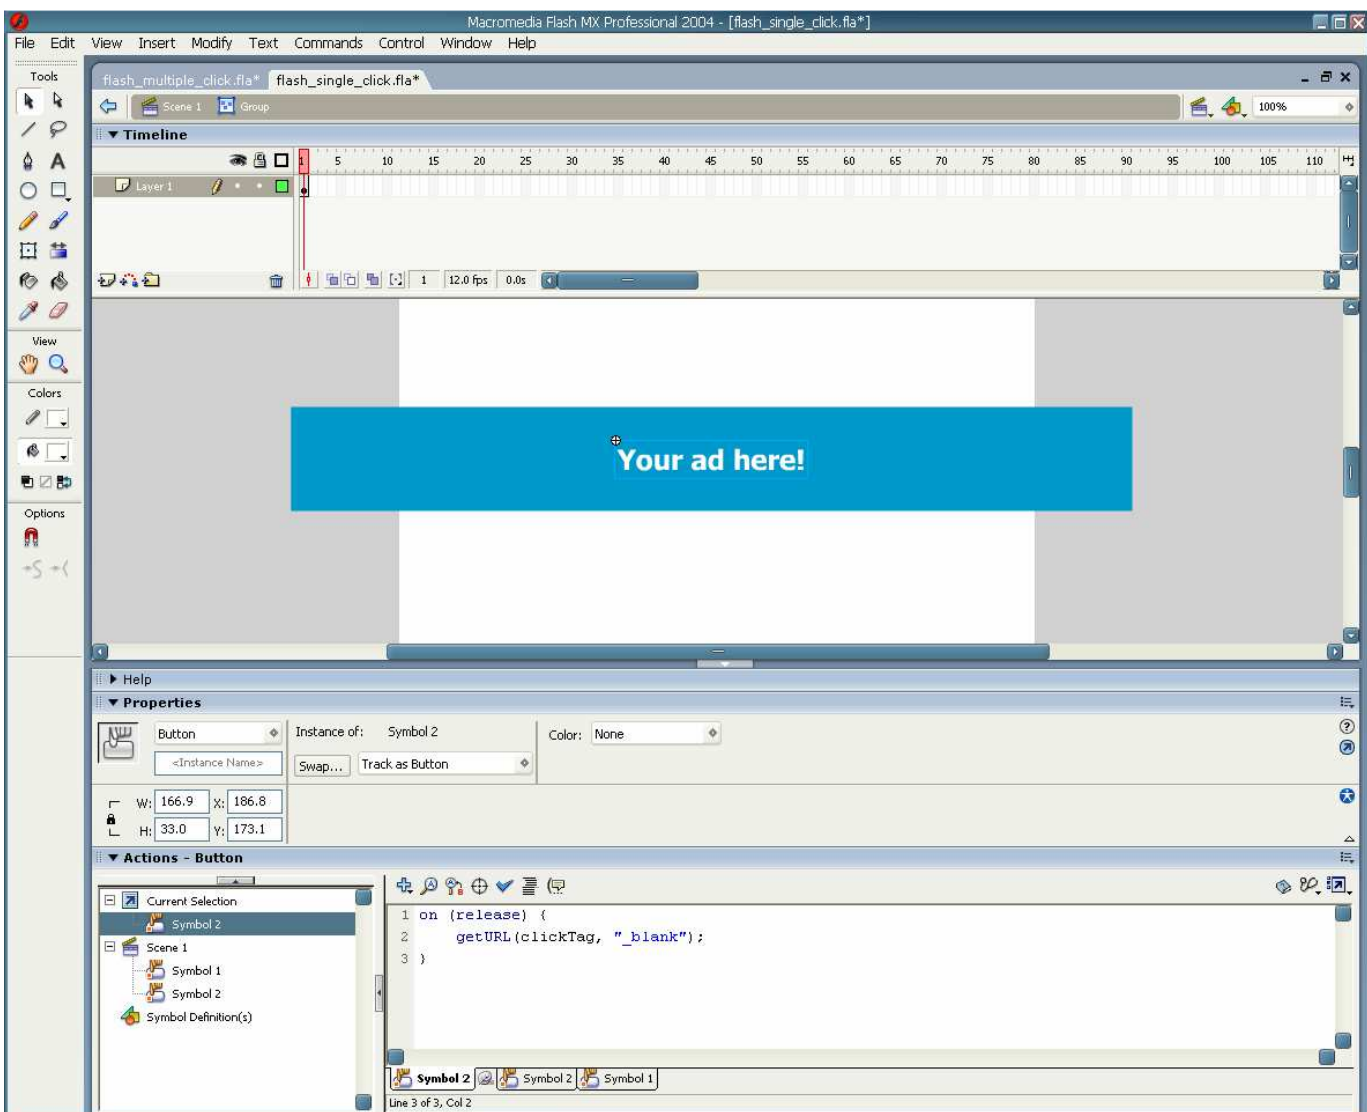 Macromedia Flash MX Professional 2004 - [flash_single_click.fla*]
File Edit View Insert Modify Text Commands Control Window Help
Tools
flash_multiple_click.fla* flash_single_click.fla*
Scene 1 Group 100%
Timeline
1 5 10 15 20 25 30 35 40 45 50 55 60 65 70 75 80 85 90 95 100 105 110
Layer 1
1 12.0 fps 0.0s
View
Colors
Options
Your ad here!
Help
Properties
Button Instance of: Symbol 2 Color: None
<Instance Name> Swap... Track as Button
W: 166.9 X: 186.8
H: 33.0 Y: 173.1
Actions - Button
Current Selection
Symbol 2
Scene 1
Symbol 1
Symbol 2
Symbol Definition(s)
1 on (release) {
2 getURL(clickTag, "_blank");
3 }
Symbol 2 Symbol 2 Symbol 1
Line 3 of 3, Col 2